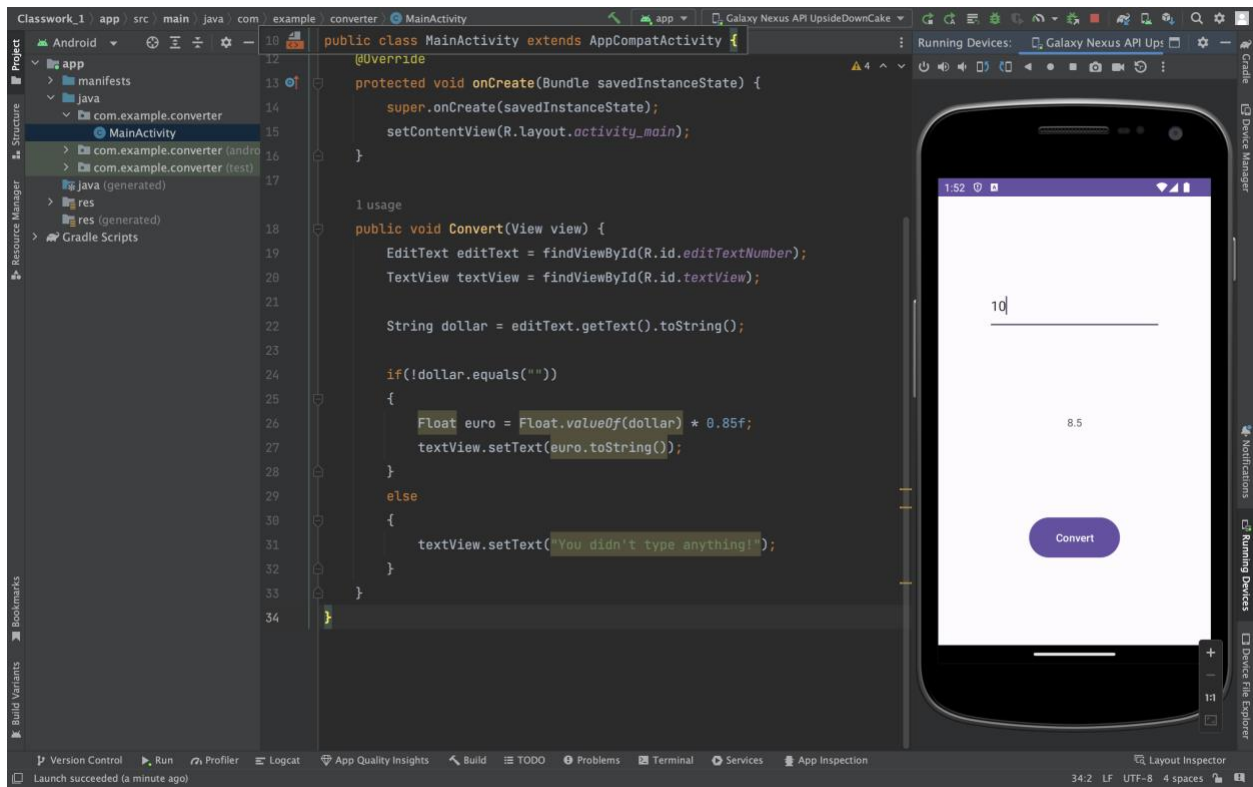 Classwork_1 app src main java com example converter MainActivity
app Galaxy Nexus API UpsideDownCake
Android
Running Devices: Galaxy Nexus API Ups
Project
Structure
Resource Manager
Bookmarks
Build Variants
app
manifests
java
com.example.converter
MainActivity
com.example.converter (andro
com.example.converter (test)
java (generated)
res
res (generated)
Gradle Scripts
10 public class MainActivity extends AppCompatActivity {
12 @Override
4
13 protected void onCreate(Bundle savedInstanceState) {
14 super.onCreate(savedInstanceState);
15 setContentView(R.layout.activity_main);
16 }
17
1 usage
18 public void Convert(View view) {
19 EditText editText = findViewById(R.id.editTextNumber);
20 TextView textView = findViewById(R.id.textView);
21
22 String dollar = editText.getText().toString();
23
24 if(!dollar.equals(""))
25 {
26 Float euro = Float.valueOf(dollar) * 0.85f;
27 textView.setText(euro.toString());
28 }
29 else
30 {
31 textView.setText("You didn't type anything!");
32 }
33 }
34 }
1:52
10
8.5
Convert
1:1
Gradle
Device Manager
Notifications
Running Devices
Device File Explorer
Version Control Run Profiler Logcat App Quality Insights Build TODO Problems Terminal Services App Inspection Layout Inspector
Launch succeeded (a minute ago) 34:2 LF UTF-8 4 spaces